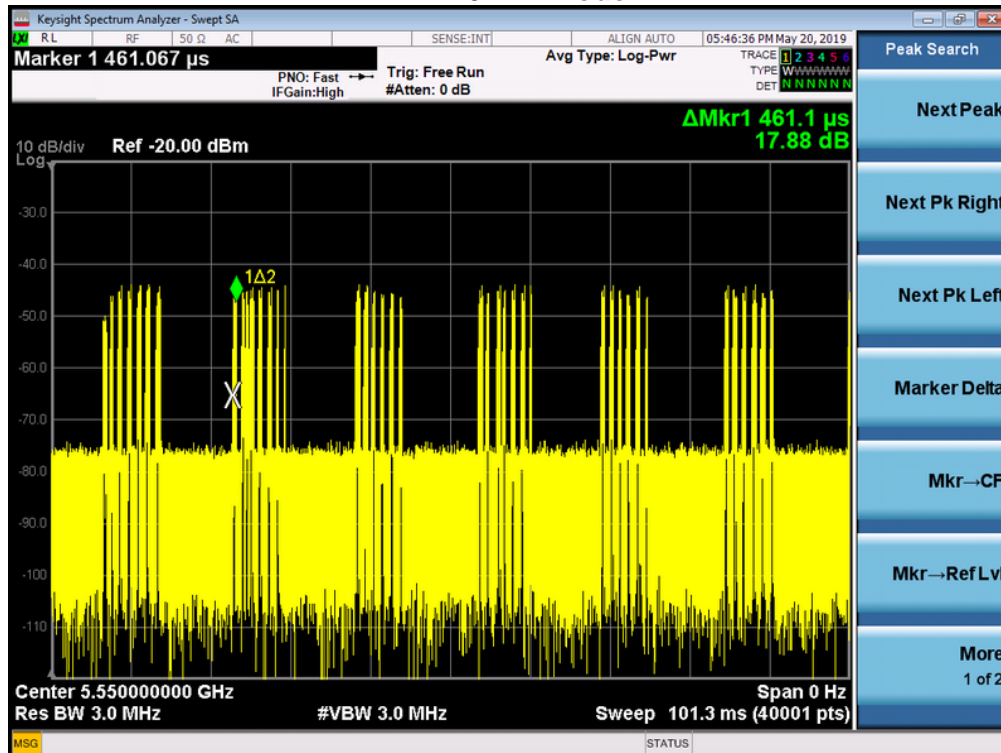 Keysight Spectrum Analyzer - Swept SA
LXI RL RF 50 Ω AC SENSE:INT ALIGN AUTO 05:46:36 PM May 20, 2019
Marker 1 461.067 µs
PNO: Fast
IFGain:High
Trig: Free Run
#Atten: 0 dB
Avg Type: Log-Pwr
TRACE 1 2 3 4 5 6
TYPE WWWWWW
DET N N N N N N
ΔMkr1 461.1 µs
17.88 dB
10 dB/div Ref -20.00 dBm
Log
-30.0
-40.0
1Δ2
-50.0
-60.0
X
-70.0
-80.0
-90.0
-100
-110
Center 5.550000000 GHz Span 0 Hz
Res BW 3.0 MHz #VBW 3.0 MHz Sweep 101.3 ms (40001 pts)
MSG STATUS
Peak Search
Next Peak
Next Pk Right
Next Pk Left
Marker Delta
Mkr→CF
Mkr→Ref Lvl
More
1 of 2